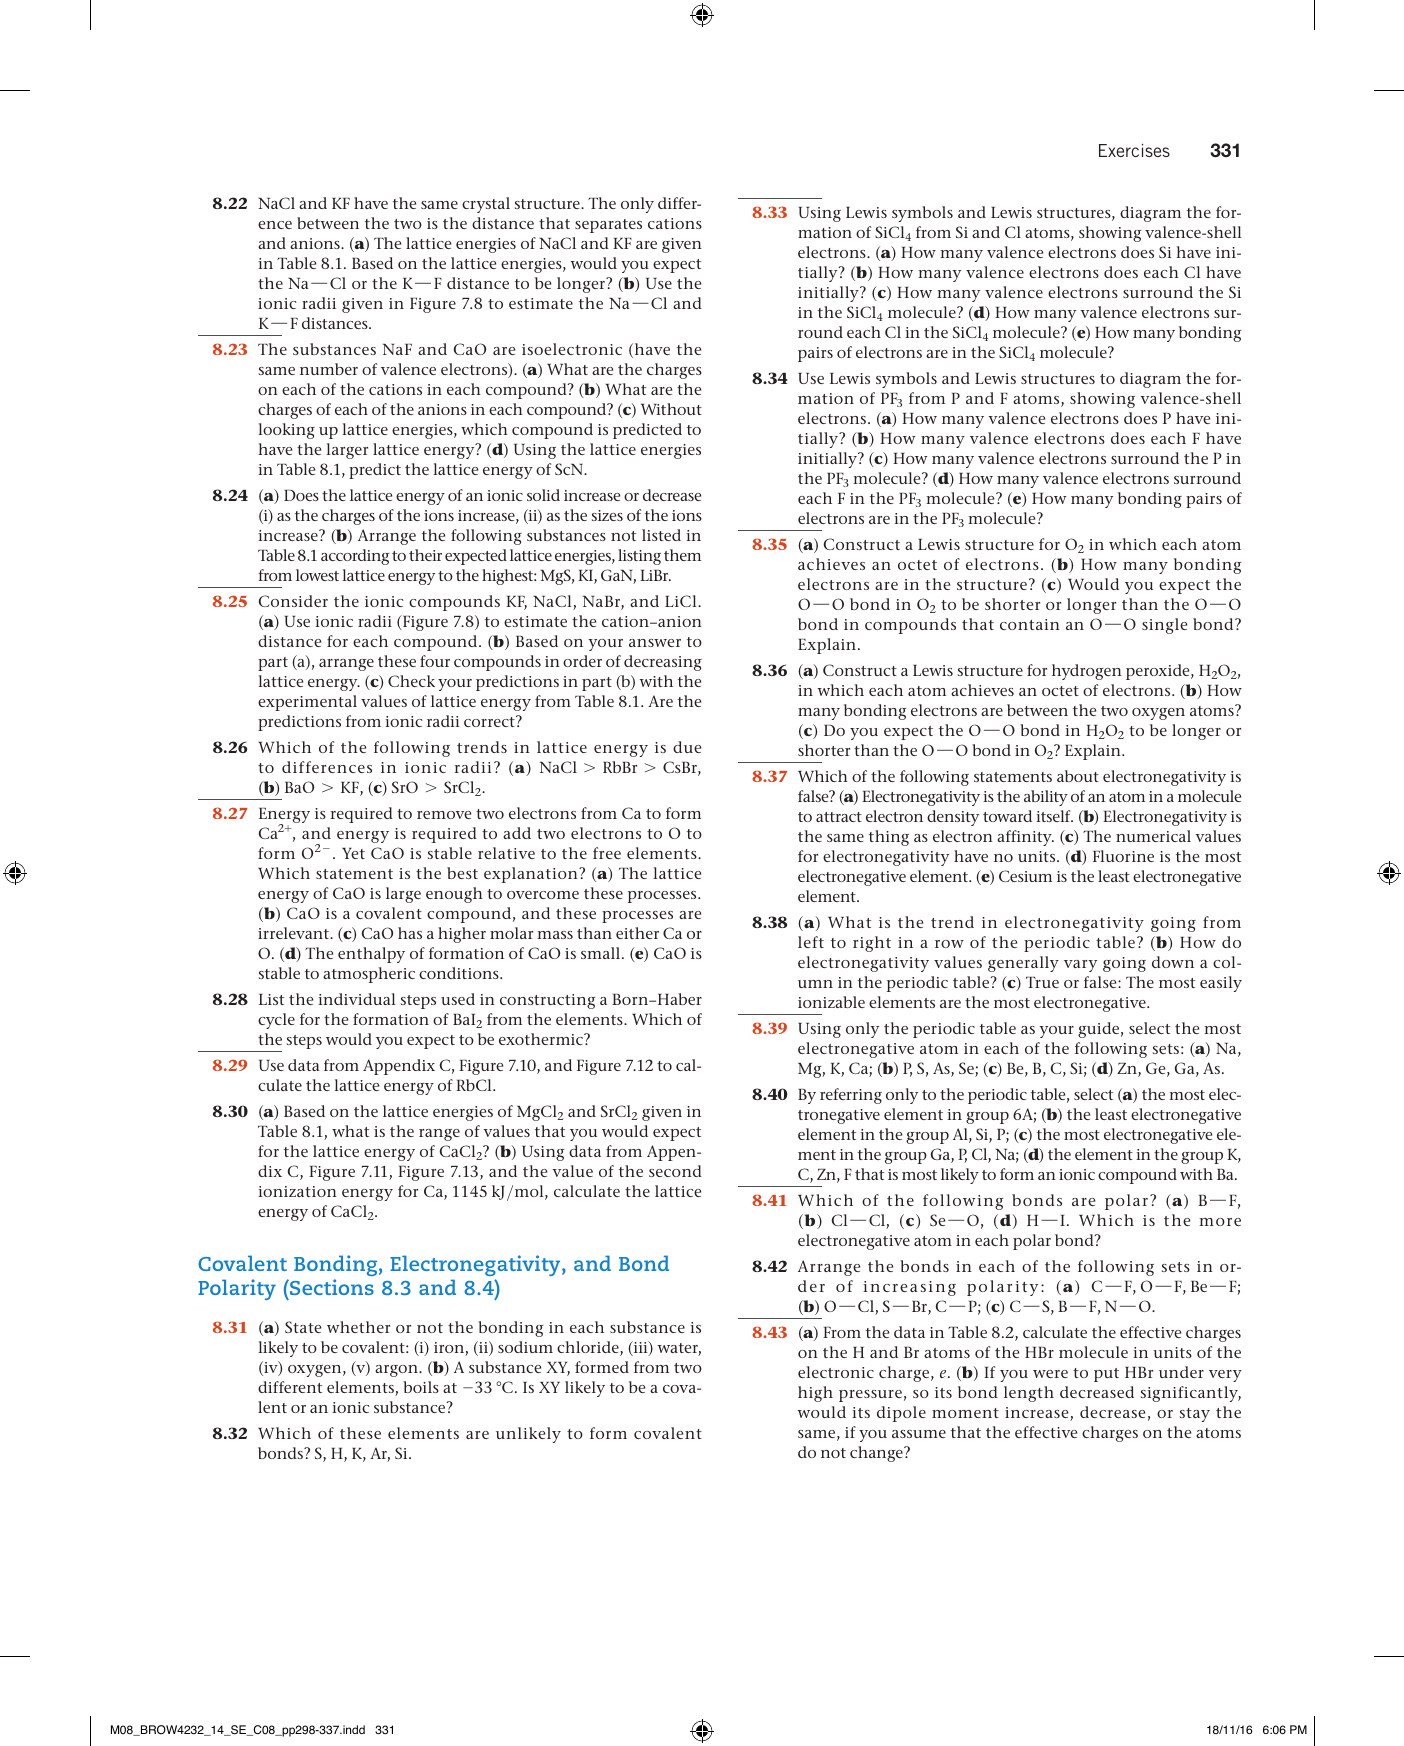 Exercises 331
8.22 NaCl and KF have the same crystal structure. The only differ-
ence between the two is the distance that separates cations
and anions. (a) The lattice energies of NaCl and KF are given
in Table 8.1. Based on the lattice energies, would you expect
the Na—Cl or the K—F distance to be longer? (b) Use the
ionic radii given in Figure 7.8 to estimate the Na—Cl and
K—F distances.
8.23 The substances NaF and CaO are isoelectronic (have the
same number of valence electrons). (a) What are the charges
on each of the cations in each compound? (b) What are the
charges of each of the anions in each compound? (c) Without
looking up lattice energies, which compound is predicted to
have the larger lattice energy? (d) Using the lattice energies
in Table 8.1, predict the lattice energy of ScN.
8.24 (a) Does the lattice energy of an ionic solid increase or decrease
(i) as the charges of the ions increase, (ii) as the sizes of the ions
increase? (b) Arrange the following substances not listed in
Table 8.1 according to their expected lattice energies, listing them
from lowest lattice energy to the highest: MgS, KI, GaN, LiBr.
8.25 Consider the ionic compounds KF, NaCl, NaBr, and LiCl.
(a) Use ionic radii (Figure 7.8) to estimate the cation–anion
distance for each compound. (b) Based on your answer to
part (a), arrange these four compounds in order of decreasing
lattice energy. (c) Check your predictions in part (b) with the
experimental values of lattice energy from Table 8.1. Are the
predictions from ionic radii correct?
8.26 Which of the following trends in lattice energy is due
to differences in ionic radii? (a) NaCl > RbBr > CsBr,
(b) BaO > KF, (c) SrO > SrCl₂.
8.27 Energy is required to remove two electrons from Ca to form
Ca²⁺, and energy is required to add two electrons to O to
form O²⁻. Yet CaO is stable relative to the free elements.
Which statement is the best explanation? (a) The lattice
energy of CaO is large enough to overcome these processes.
(b) CaO is a covalent compound, and these processes are
irrelevant. (c) CaO has a higher molar mass than either Ca or
O. (d) The enthalpy of formation of CaO is small. (e) CaO is
stable to atmospheric conditions.
8.28 List the individual steps used in constructing a Born–Haber
cycle for the formation of BaI₂ from the elements. Which of
the steps would you expect to be exothermic?
8.29 Use data from Appendix C, Figure 7.10, and Figure 7.12 to cal-
culate the lattice energy of RbCl.
8.30 (a) Based on the lattice energies of MgCl₂ and SrCl₂ given in
Table 8.1, what is the range of values that you would expect
for the lattice energy of CaCl₂? (b) Using data from Appen-
dix C, Figure 7.11, Figure 7.13, and the value of the second
ionization energy for Ca, 1145 kJ/mol, calculate the lattice
energy of CaCl₂.
Covalent Bonding, Electronegativity, and Bond
Polarity (Sections 8.3 and 8.4)
8.31 (a) State whether or not the bonding in each substance is
likely to be covalent: (i) iron, (ii) sodium chloride, (iii) water,
(iv) oxygen, (v) argon. (b) A substance XY, formed from two
different elements, boils at −33 °C. Is XY likely to be a cova-
lent or an ionic substance?
8.32 Which of these elements are unlikely to form covalent
bonds? S, H, K, Ar, Si.
8.33 Using Lewis symbols and Lewis structures, diagram the for-
mation of SiCl₄ from Si and Cl atoms, showing valence-shell
electrons. (a) How many valence electrons does Si have ini-
tially? (b) How many valence electrons does each Cl have
initially? (c) How many valence electrons surround the Si
in the SiCl₄ molecule? (d) How many valence electrons sur-
round each Cl in the SiCl₄ molecule? (e) How many bonding
pairs of electrons are in the SiCl₄ molecule?
8.34 Use Lewis symbols and Lewis structures to diagram the for-
mation of PF₃ from P and F atoms, showing valence-shell
electrons. (a) How many valence electrons does P have ini-
tially? (b) How many valence electrons does each F have
initially? (c) How many valence electrons surround the P in
the PF₃ molecule? (d) How many valence electrons surround
each F in the PF₃ molecule? (e) How many bonding pairs of
electrons are in the PF₃ molecule?
8.35 (a) Construct a Lewis structure for O₂ in which each atom
achieves an octet of electrons. (b) How many bonding
electrons are in the structure? (c) Would you expect the
O—O bond in O₂ to be shorter or longer than the O—O
bond in compounds that contain an O—O single bond?
Explain.
8.36 (a) Construct a Lewis structure for hydrogen peroxide, H₂O₂,
in which each atom achieves an octet of electrons. (b) How
many bonding electrons are between the two oxygen atoms?
(c) Do you expect the O—O bond in H₂O₂ to be longer or
shorter than the O—O bond in O₂? Explain.
8.37 Which of the following statements about electronegativity is
false? (a) Electronegativity is the ability of an atom in a molecule
to attract electron density toward itself. (b) Electronegativity is
the same thing as electron affinity. (c) The numerical values
for electronegativity have no units. (d) Fluorine is the most
electronegative element. (e) Cesium is the least electronegative
element.
8.38 (a) What is the trend in electronegativity going from
left to right in a row of the periodic table? (b) How do
electronegativity values generally vary going down a col-
umn in the periodic table? (c) True or false: The most easily
ionizable elements are the most electronegative.
8.39 Using only the periodic table as your guide, select the most
electronegative atom in each of the following sets: (a) Na,
Mg, K, Ca; (b) P, S, As, Se; (c) Be, B, C, Si; (d) Zn, Ge, Ga, As.
8.40 By referring only to the periodic table, select (a) the most elec-
tronegative element in group 6A; (b) the least electronegative
element in the group Al, Si, P; (c) the most electronegative ele-
ment in the group Ga, P, Cl, Na; (d) the element in the group K,
C, Zn, F that is most likely to form an ionic compound with Ba.
8.41 Which of the following bonds are polar? (a) B—F,
(b) Cl—Cl, (c) Se—O, (d) H—I. Which is the more
electronegative atom in each polar bond?
8.42 Arrange the bonds in each of the following sets in or-
der of increasing polarity: (a) C—F, O—F, Be—F;
(b) O—Cl, S—Br, C—P; (c) C—S, B—F, N—O.
8.43 (a) From the data in Table 8.2, calculate the effective charges
on the H and Br atoms of the HBr molecule in units of the
electronic charge, e. (b) If you were to put HBr under very
high pressure, so its bond length decreased significantly,
would its dipole moment increase, decrease, or stay the
same, if you assume that the effective charges on the atoms
do not change?
M08_BROW4232_14_SE_C08_pp298-337.indd 331 18/11/16 6:06 PM